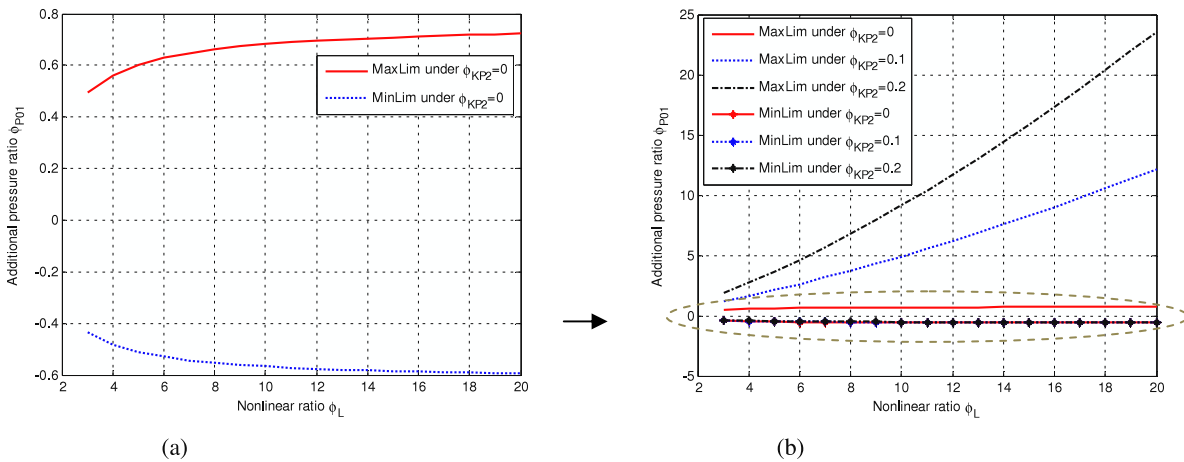 0.8
0.6
0.4
0.2
0
-0.2
-0.4
-0.6
2 4 6 8 10 12 14 16 18 20
Additional pressure ratio ϕP01
Nonlinear ratio ϕL
MaxLim under ϕKP2=0
MinLim under ϕKP2=0
(a)
25
20
15
10
5
0
-5
2 4 6 8 10 12 14 16 18 20
Additional pressure ratio ϕP01
Nonlinear ratio ϕL
MaxLim under ϕKP2=0
MaxLim under ϕKP2=0.1
MaxLim under ϕKP2=0.2
MinLim under ϕKP2=0
MinLim under ϕKP2=0.1
MinLim under ϕKP2=0.2
(b)